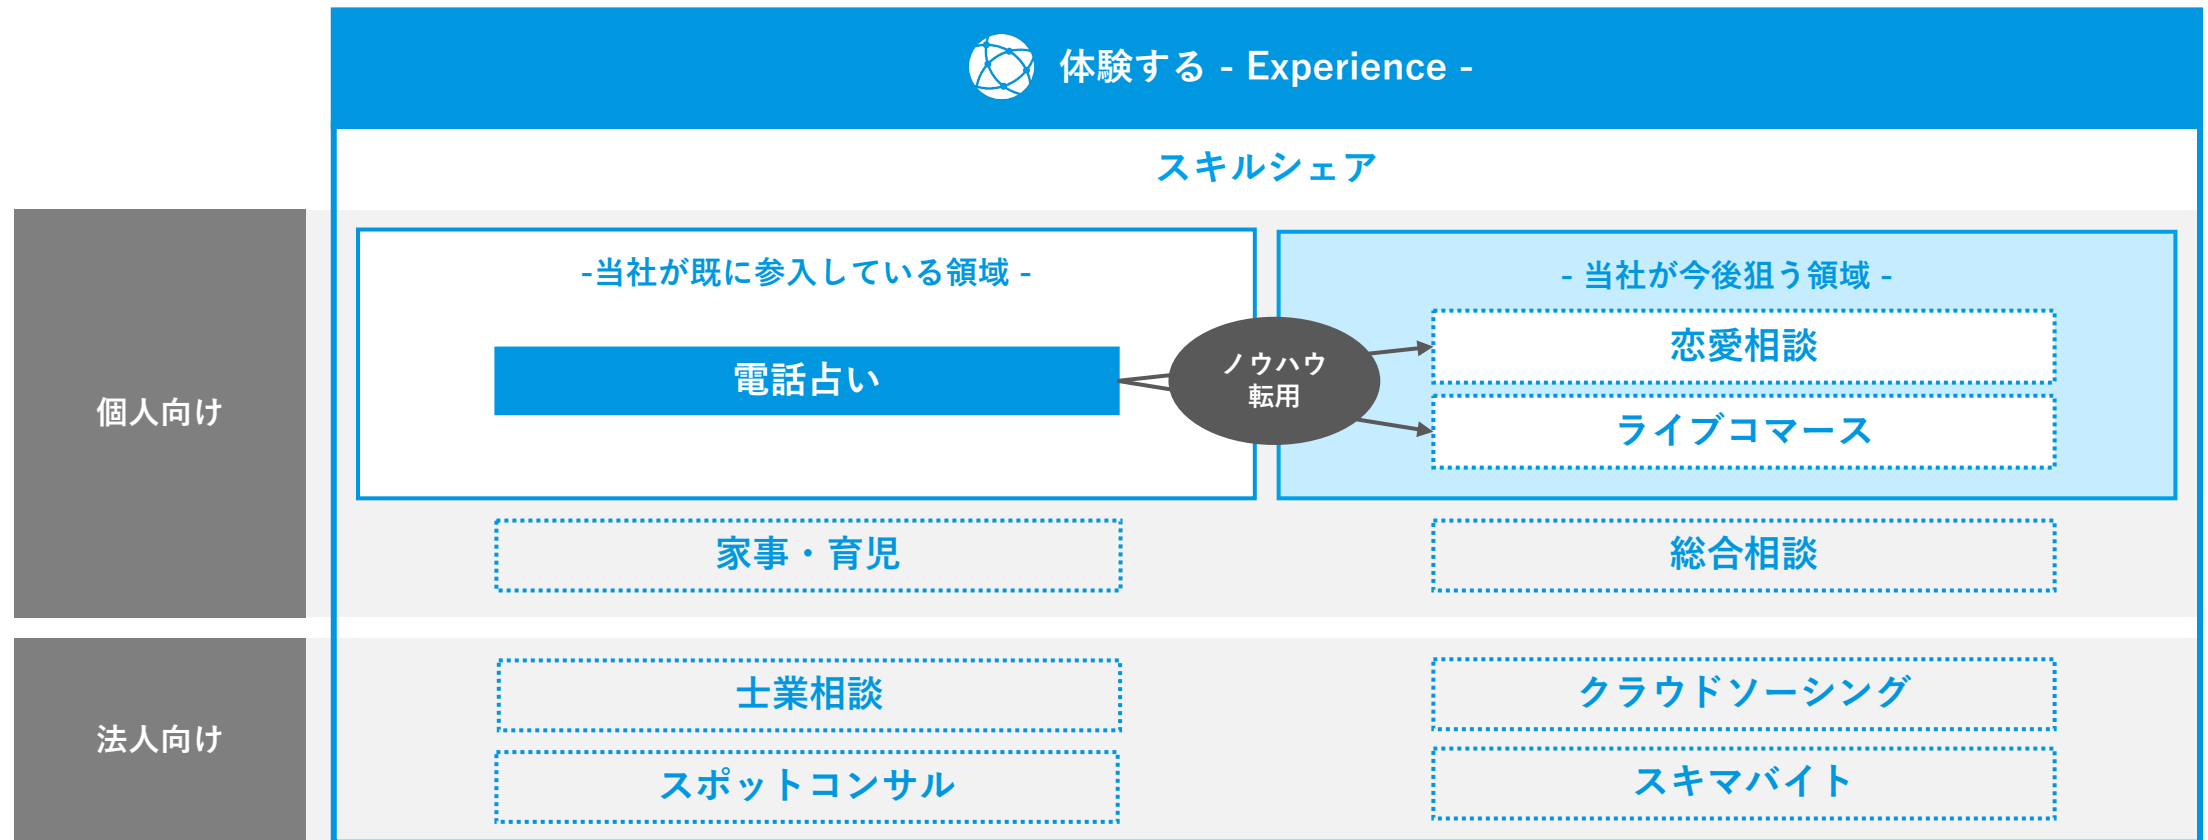 体験する - Experience -
スキルシェア
個人向け
-当社が既に参入している領域 -
電話占い
ノウハウ
転用
- 当社が今後狙う領域 -
恋愛相談
ライブコマース
家事・育児
総合相談
法人向け
士業相談
クラウドソーシング
スポットコンサル
スキマバイト